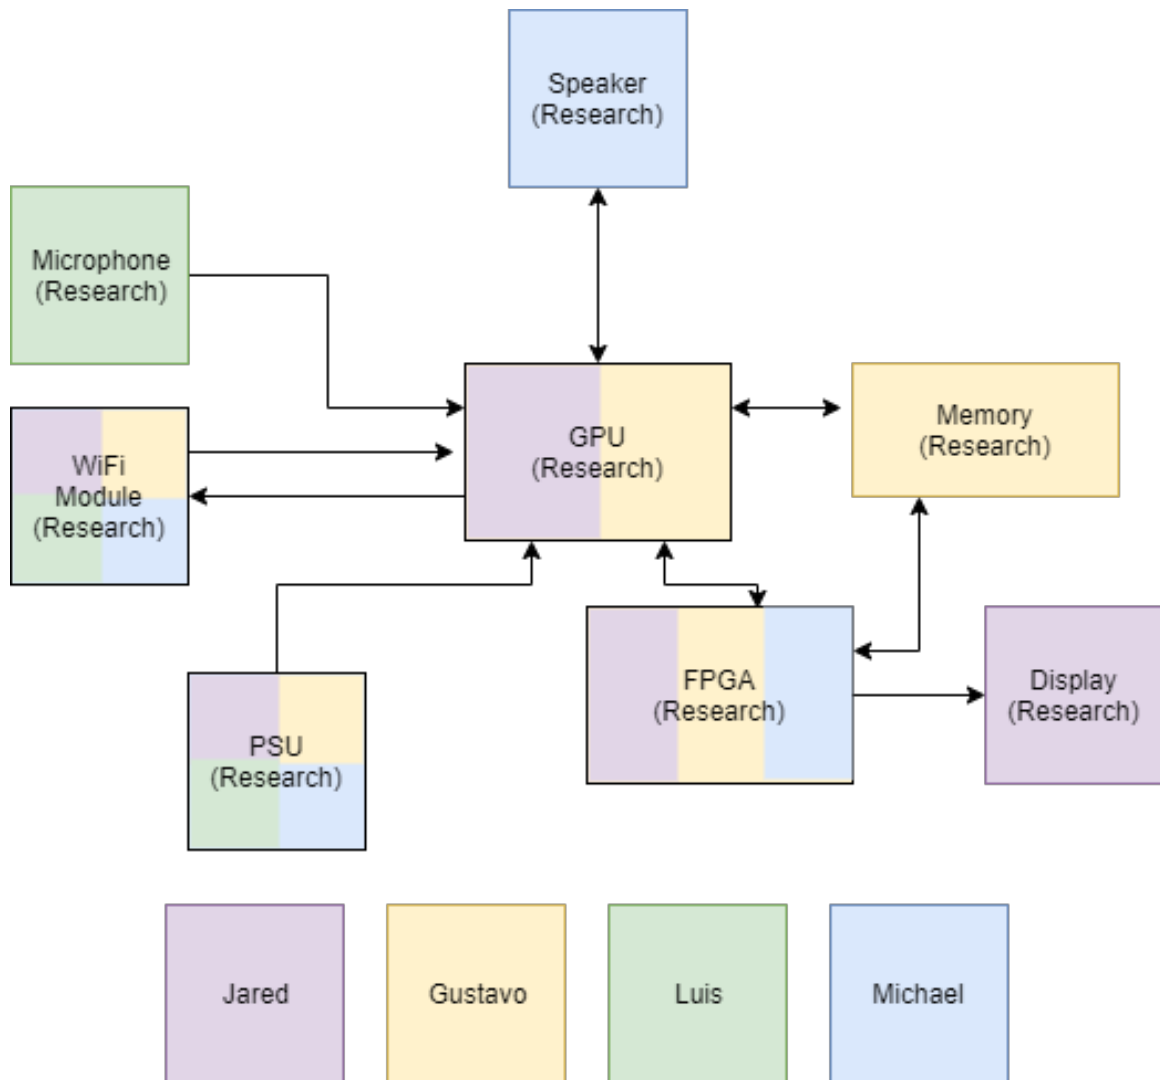 Speaker
(Research)
Microphone
(Research)
GPU
(Research)
Memory
(Research)
WiFi
Module
(Research)
FPGA
(Research)
Display
(Research)
PSU
(Research)
Jared
Gustavo
Luis
Michael